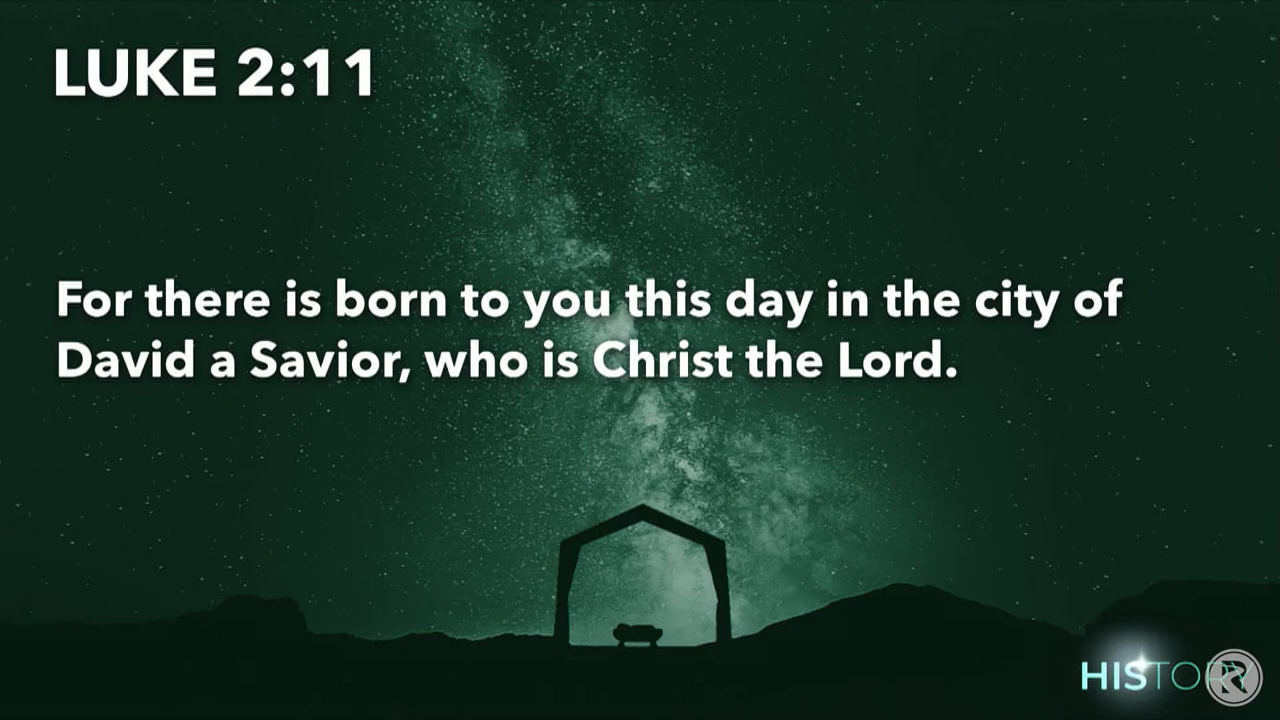 LUKE 2:11
For there is born to you this day in the city of
David a Savior, who is Christ the Lord.
HISTORY
R